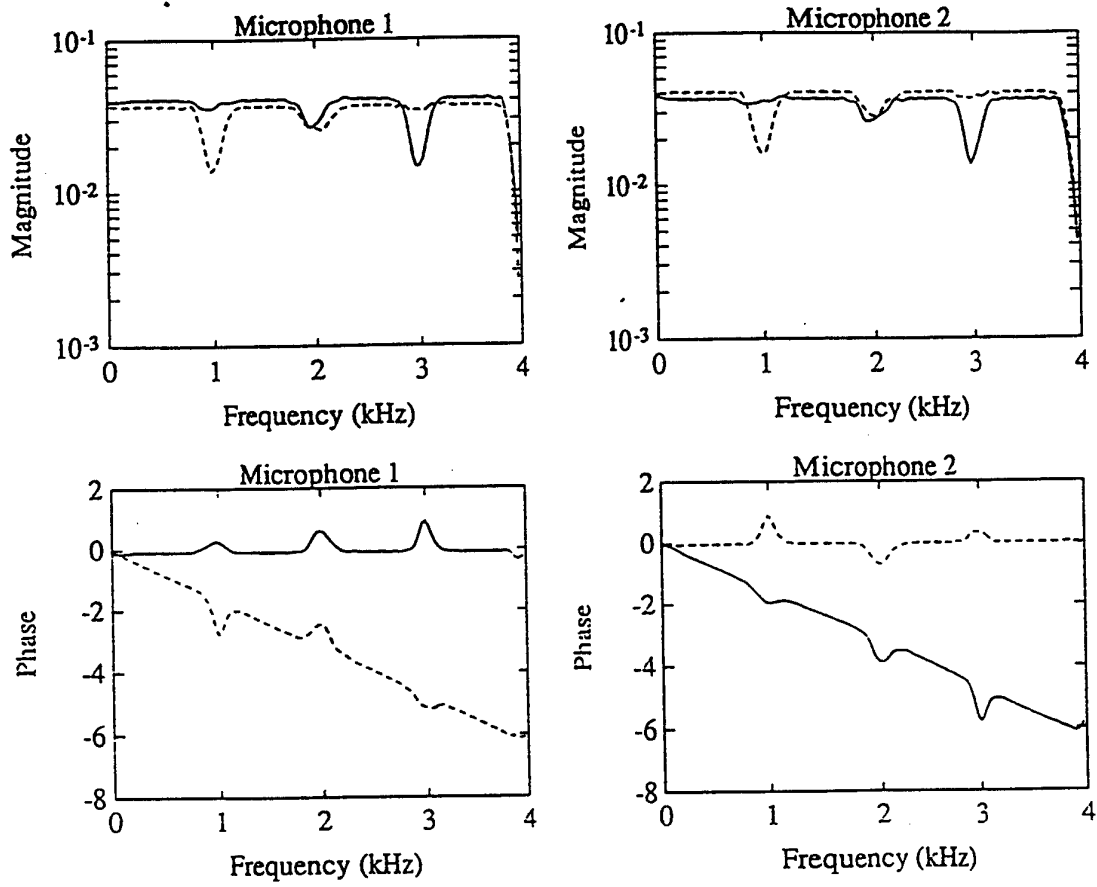 Microphone 1
10-1
10-2
10-3
Magnitude
0 1 2 3 4
Frequency (kHz)
Microphone 2
10-1
10-2
10-3
Magnitude
0 1 2 3 4
Frequency (kHz)
Microphone 1
2
0
-2
-4
-6
-8
Phase
0 1 2 3 4
Frequency (kHz)
Microphone 2
2
0
-2
-4
-6
-8
Phase
0 1 2 3 4
Frequency (kHz)